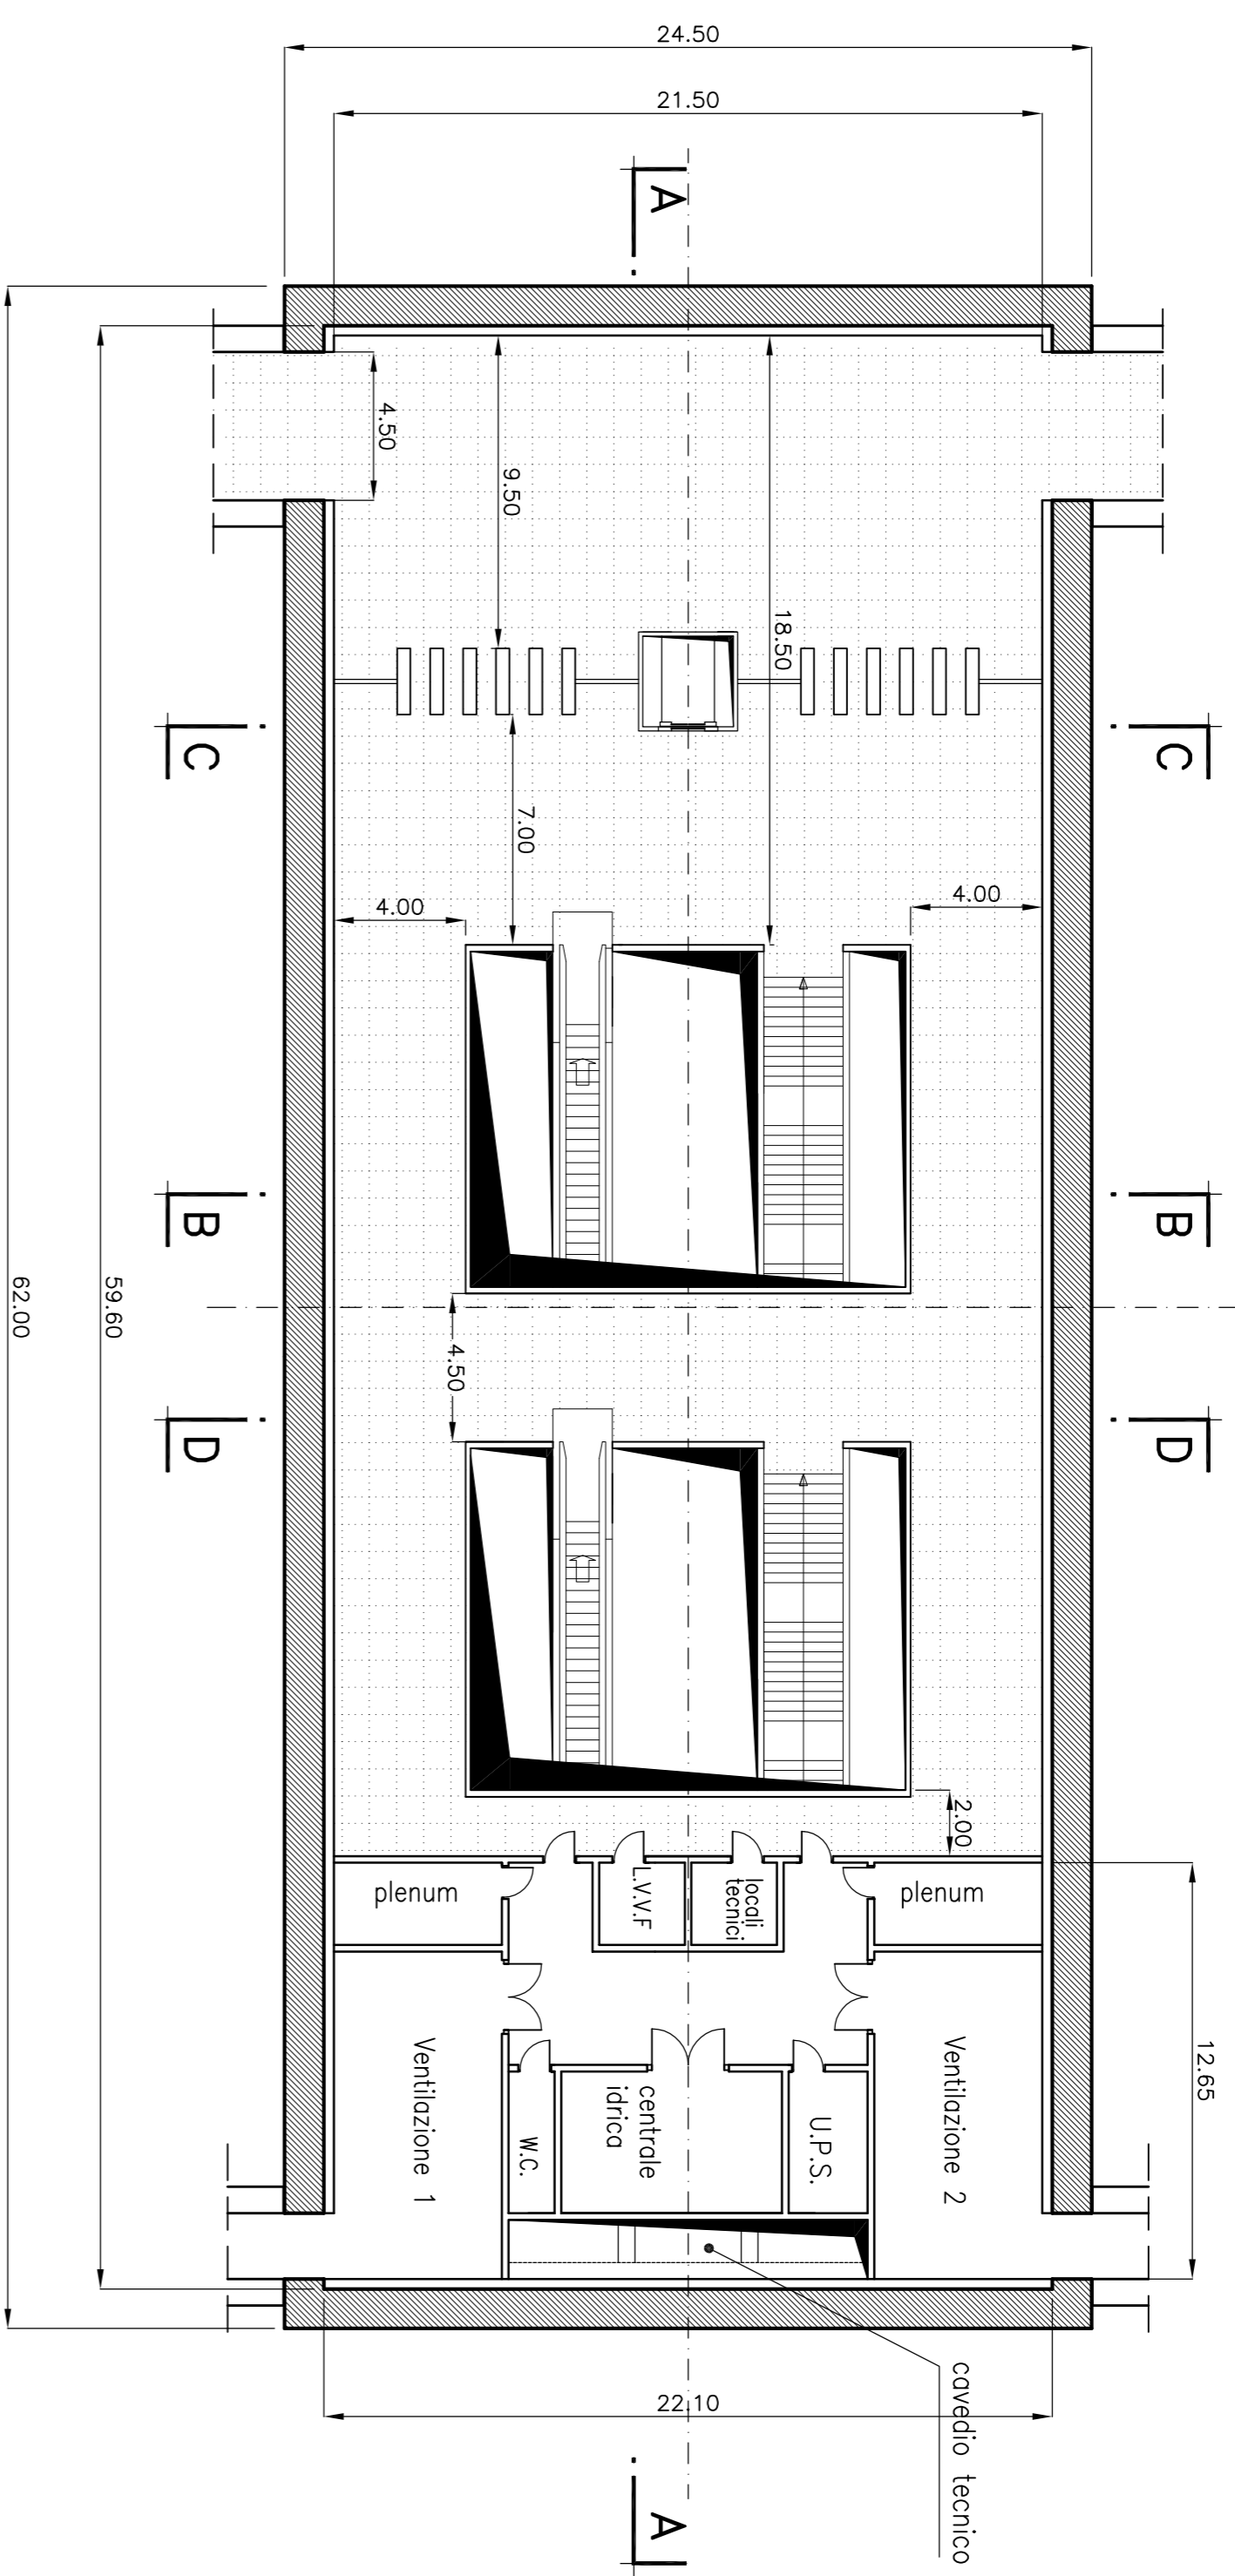 24.50
21.50
A
4.50
9.50
18.50
C
C
7.00
4.00
4.00
B
B
62.00
59.60
4.50
D
D
2.00
plenum
L.V.V.F
locali
tecnici
plenum
12.65
Ventilazione 1
W.C.
centrale
idrica
U.P.S.
Ventilazione 2
22.10
cavedio tecnico
A